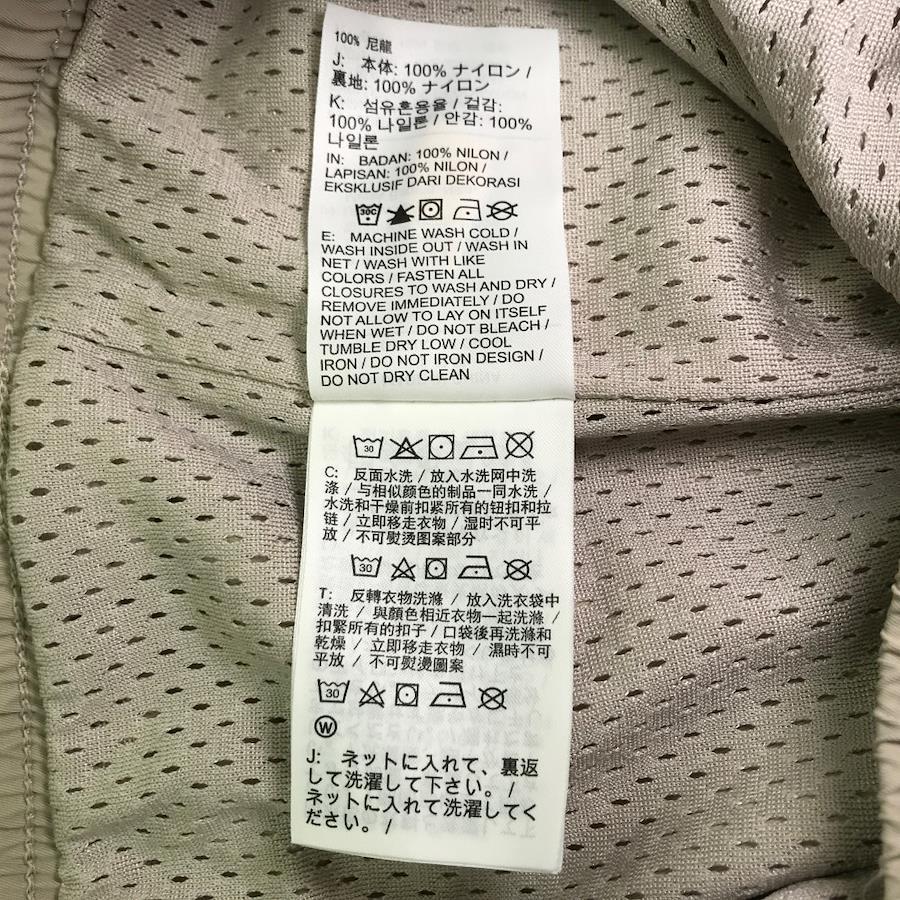 100% 尼龍
J: 本体: 100% ナイロン /
裏地: 100% ナイロン
K: 섬유혼용율 / 겉감:
100% 나일론 / 안감: 100%
나일론
IN: BADAN: 100% NILON /
LAPISAN: 100% NILON /
EKSKLUSIF DARI DEKORASI
30C
E: MACHINE WASH COLD /
WASH INSIDE OUT / WASH IN
NET / WASH WITH LIKE
COLORS / FASTEN ALL
CLOSURES TO WASH AND DRY /
REMOVE IMMEDIATELY / DO
NOT ALLOW TO LAY ON ITSELF
WHEN WET / DO NOT BLEACH /
TUMBLE DRY LOW / COOL
IRON / DO NOT IRON DESIGN /
DO NOT DRY CLEAN
30
C: 反面水洗 / 放入水洗网中洗
涤 / 与相似颜色的制品一同水洗 /
水洗和干燥前扣紧所有的钮扣和拉
链 / 立即移走衣物 / 湿时不可平
放 / 不可熨烫图案部分
30
T: 反轉衣物洗滌 / 放入洗衣袋中
清洗 / 與顏色相近衣物一起洗滌 /
扣緊所有的扣子 / 口袋後再洗滌和
乾燥 / 立即移走衣物 / 濕時不可
平放 / 不可熨燙圖案
30
W
J: ネットに入れて、裏返
して洗濯して下さい。 /
ネットに入れて洗濯してく
ださい。 /